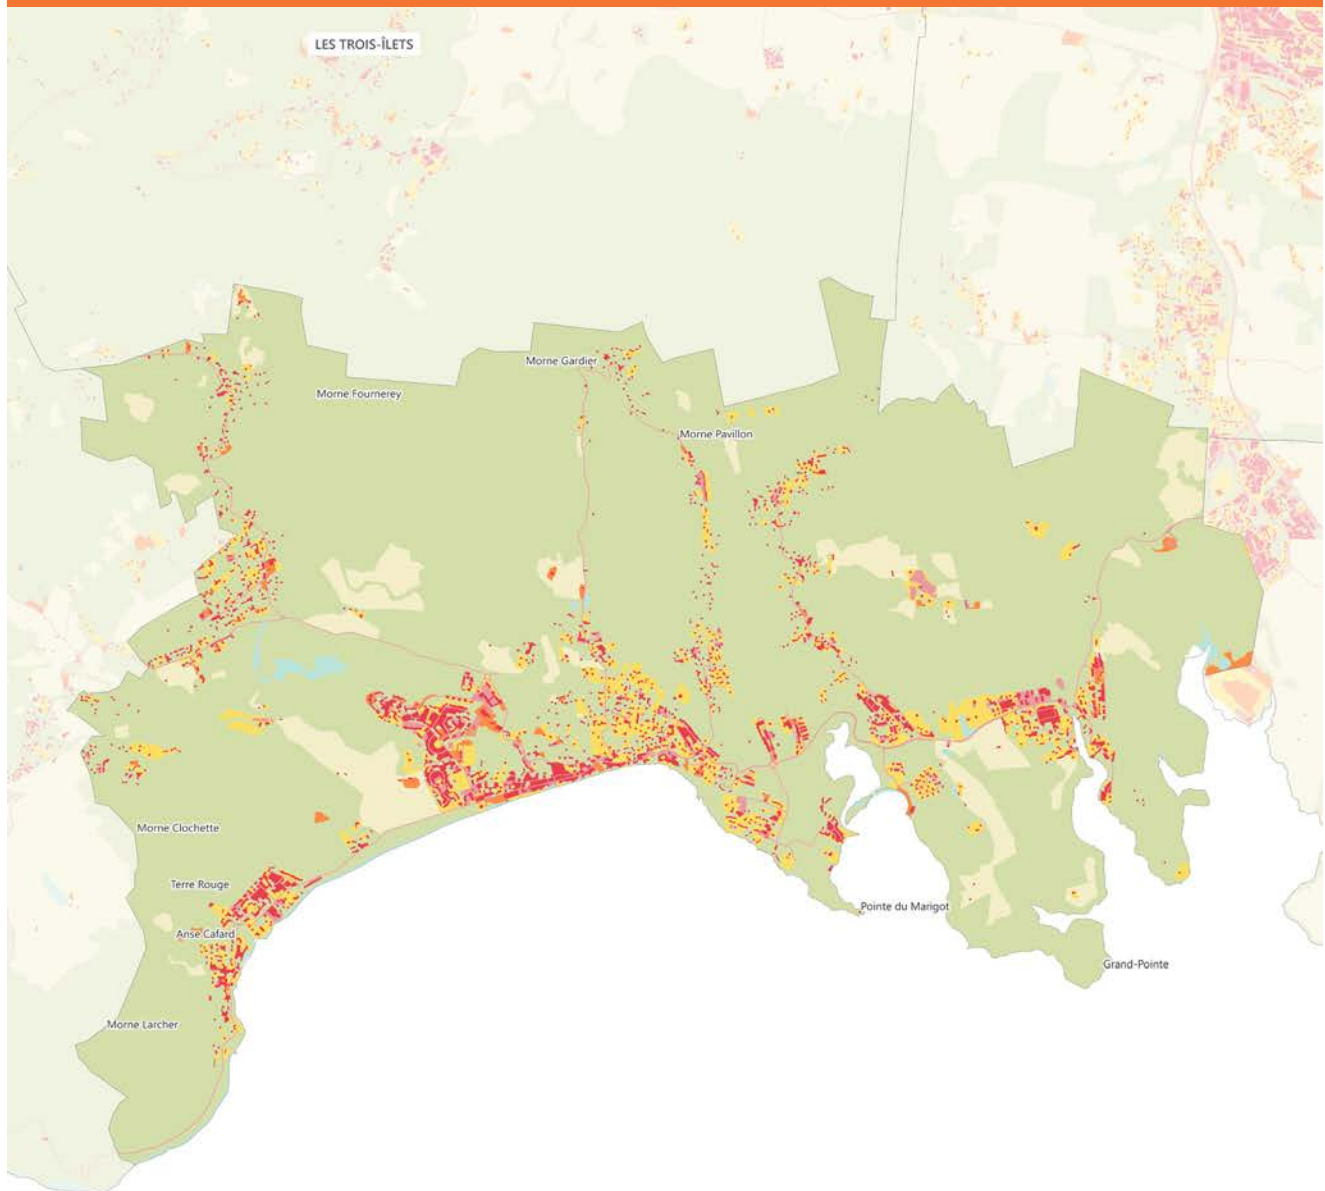 LES TROIS-ÎLETS
Morne Gardier
Morne Fournerey
Morne Pavillon
Morne Clochette
Terre Rouge
Pointe du Marigot
Anse Cafard
Grand-Pointe
Morne Larcher